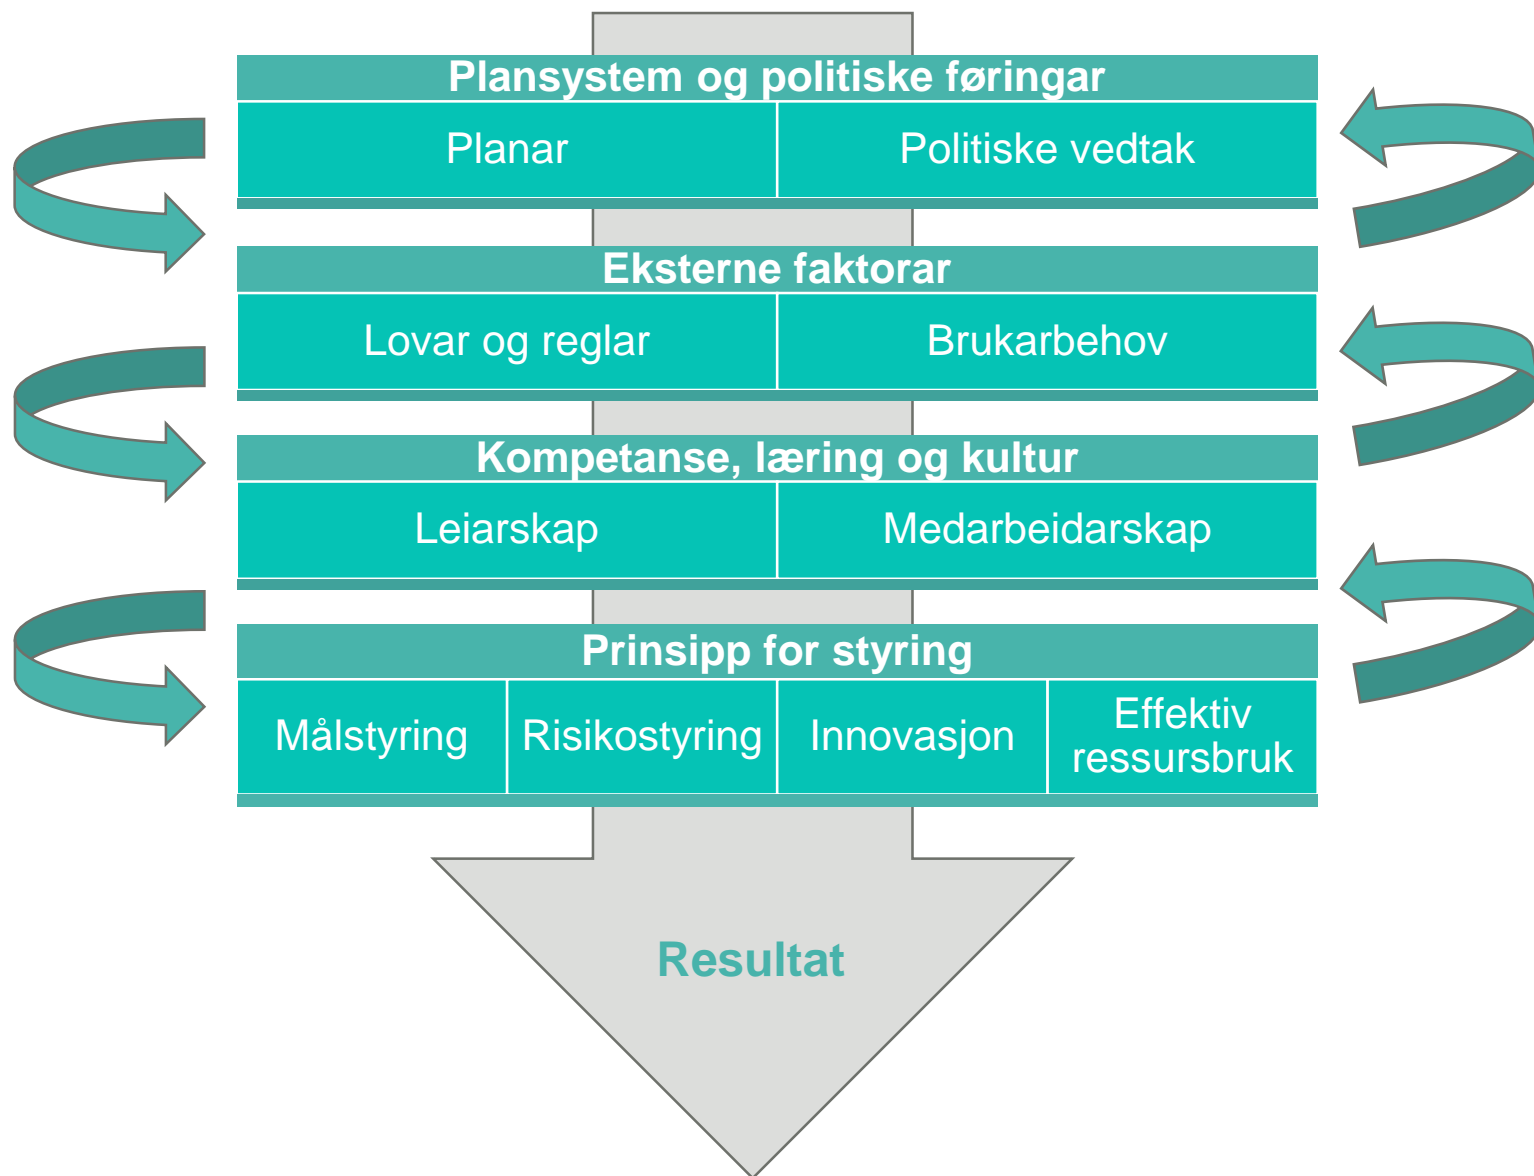 Plansystem og politiske føringar
Planar
Politiske vedtak
Eksterne faktorar
Lovar og reglar
Brukarbehov
Kompetanse, læring og kultur
Leiarskap
Medarbeidarskap
Prinsipp for styring
Målstyring
Risikostyring
Innovasjon
Effektiv
ressursbruk
Resultat